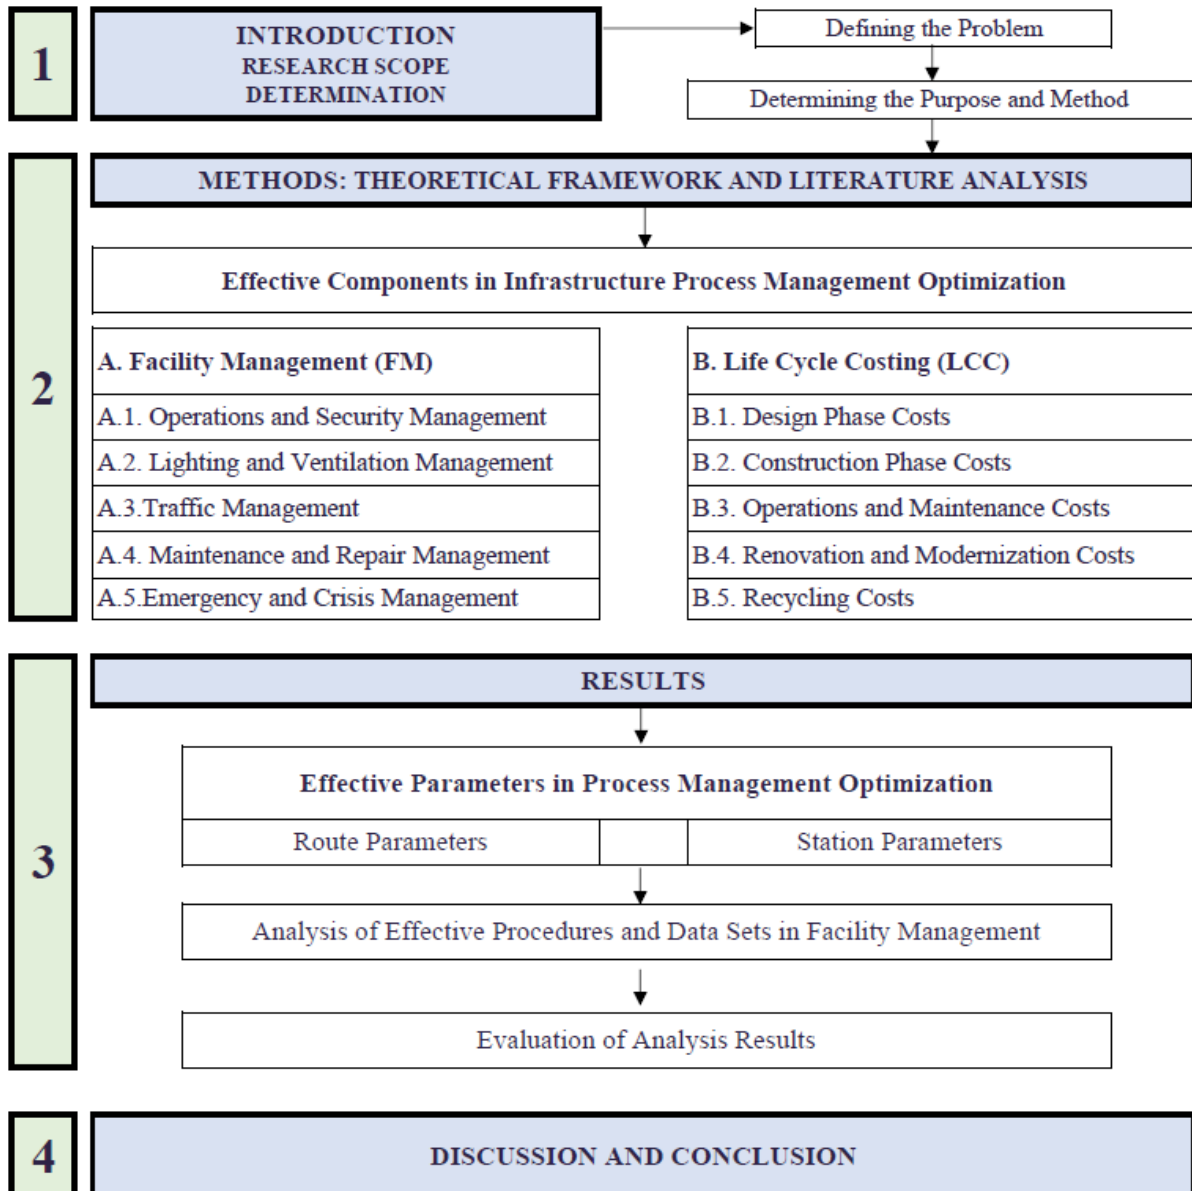 1
INTRODUCTION
RESEARCH SCOPE
DETERMINATION
Defining the Problem
Determining the Purpose and Method
2
METHODS: THEORETICAL FRAMEWORK AND LITERATURE ANALYSIS
Effective Components in Infrastructure Process Management Optimization
A. Facility Management (FM)
A.1. Operations and Security Management
A.2. Lighting and Ventilation Management
A.3.Traffic Management
A.4. Maintenance and Repair Management
A.5.Emergency and Crisis Management
B. Life Cycle Costing (LCC)
B.1. Design Phase Costs
B.2. Construction Phase Costs
B.3. Operations and Maintenance Costs
B.4. Renovation and Modernization Costs
B.5. Recycling Costs
3
RESULTS
Effective Parameters in Process Management Optimization
Route Parameters
Station Parameters
Analysis of Effective Procedures and Data Sets in Facility Management
Evaluation of Analysis Results
4
DISCUSSION AND CONCLUSION